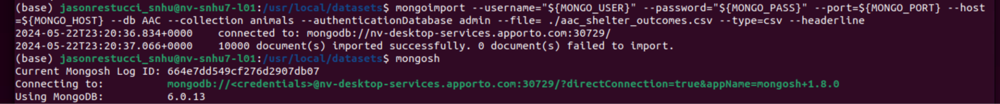 (base) jasonrestucci_snhu@nv-snhu7-l01:/usr/local/datasets$ mongoimport --username="${MONGO_USER}" --password="${MONGO_PASS}" --port=${MONGO_PORT} --host
=${MONGO_HOST} --db AAC --collection animals --authenticationDatabase admin --file= ./aac_shelter_outcomes.csv --type=csv --headerline
2024-05-22T23:20:36.834+0000    connected to: mongodb://nv-desktop-services.apporto.com:30729/
2024-05-22T23:20:37.066+0000    10000 document(s) imported successfully. 0 document(s) failed to import.
(base) jasonrestucci_snhu@nv-snhu7-l01:/usr/local/datasets$ mongosh
Current Mongosh Log ID: 664e7dd549cf276d2907db07
Connecting to:          mongodb://<credentials>@nv-desktop-services.apporto.com:30729/?directConnection=true&appName=mongosh+1.8.0
Using MongoDB:          6.0.13